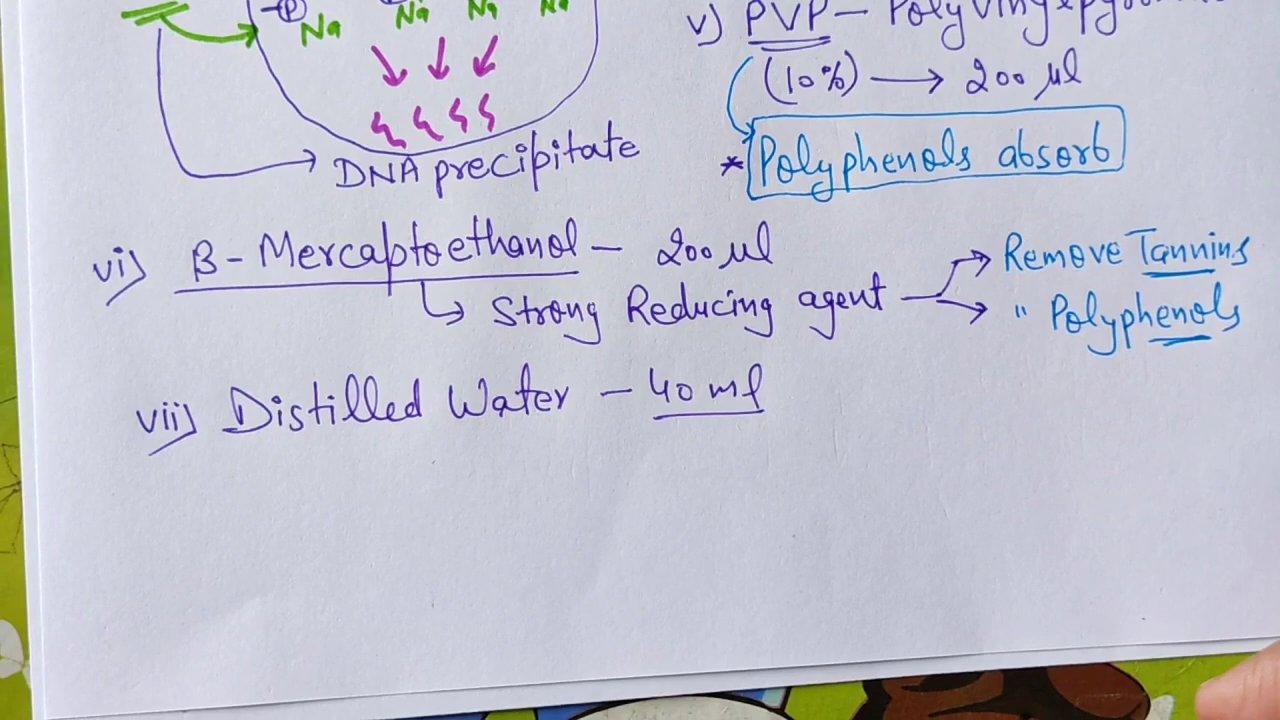 P Na Na Na Na
DNA precipitate
v) PVP - Polyvinylpyrr
(10%) → 200 µl
* Polyphenols absorb
vi) β-Mercaptoethanol - 200 µl
↳ Strong Reducing agent → Remove Tannins
→ " Polyphenols
vii) Distilled Water - 40 ml